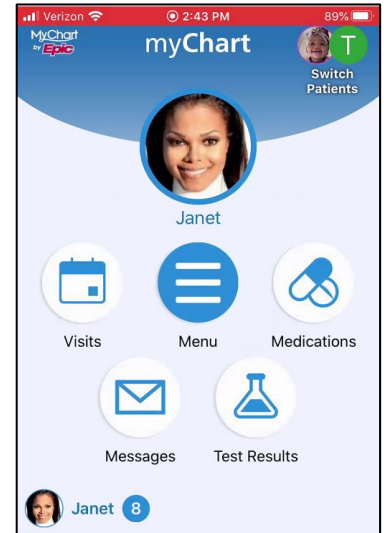 Verizon 2:43 PM 89%
MyChart
by Epic
myChart
T
Switch
Patients
Janet
Visits Menu Medications
Messages Test Results
Janet 8